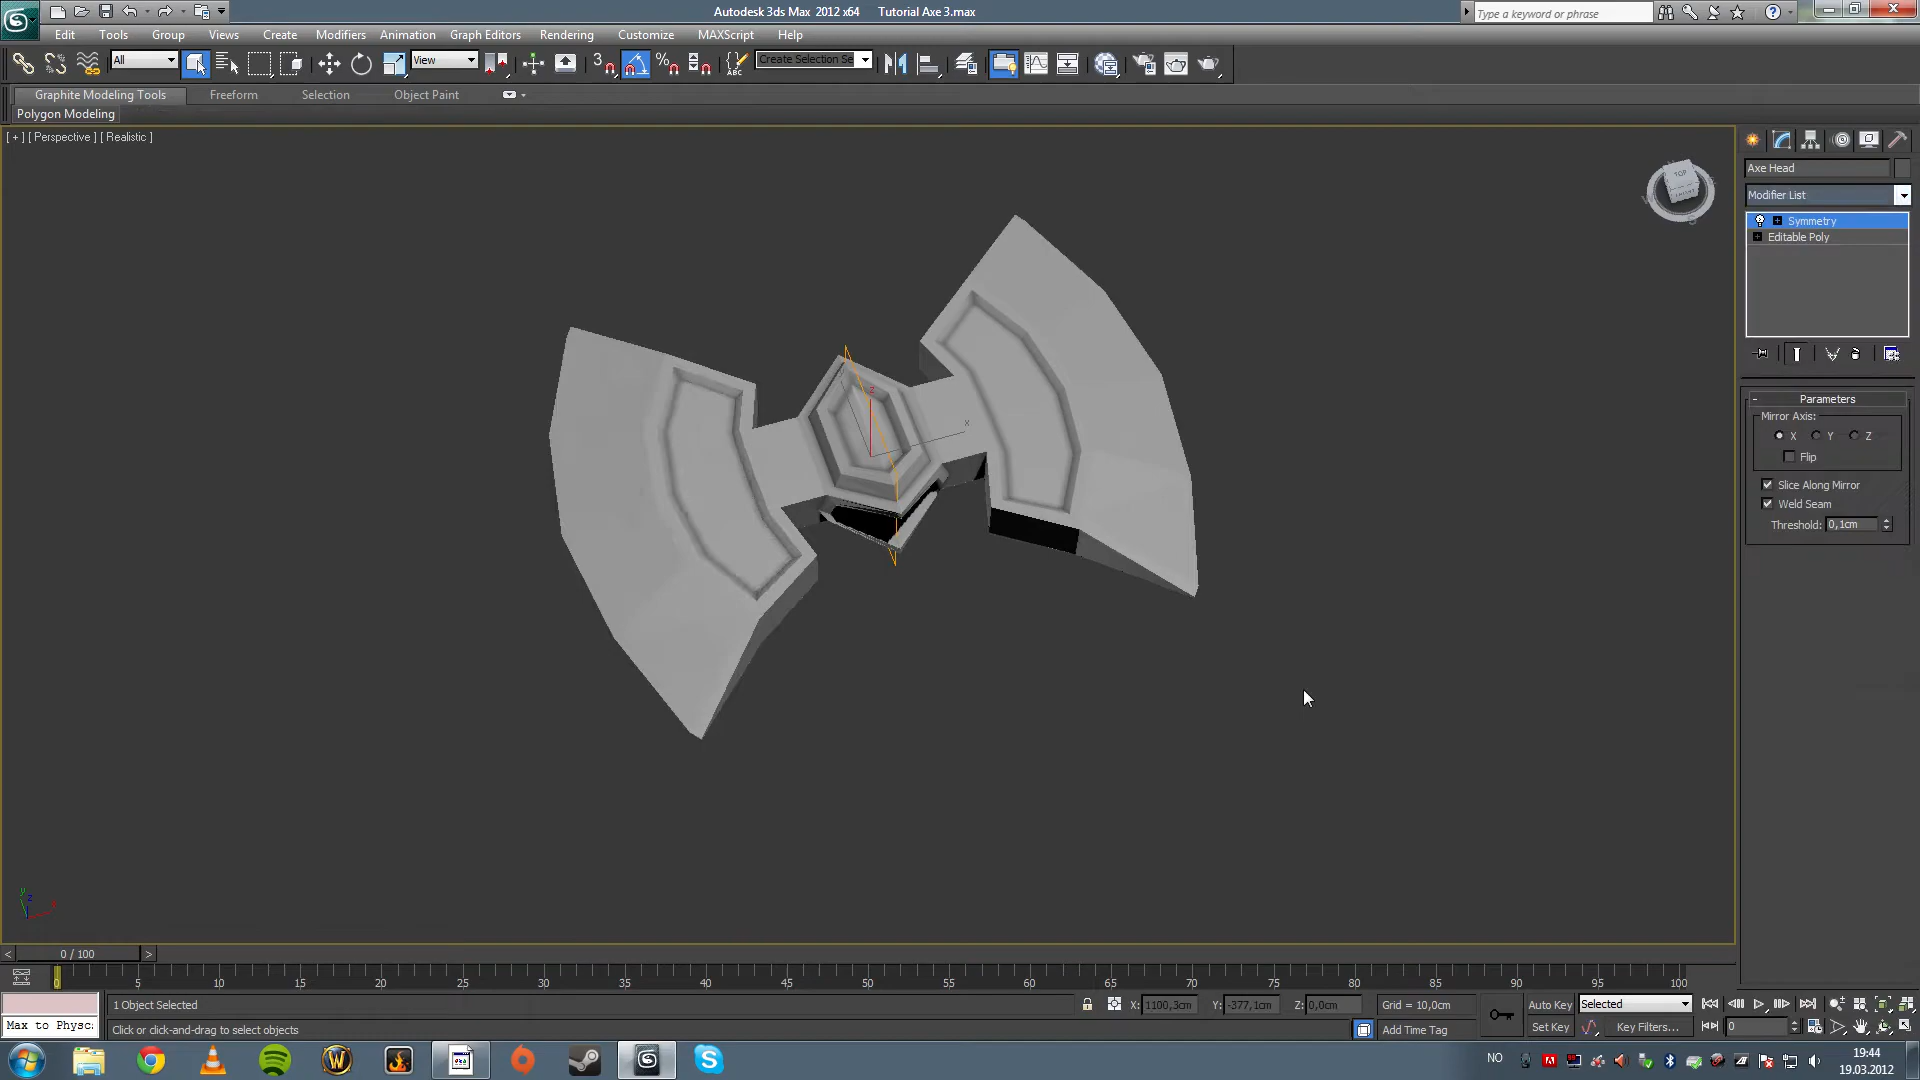 Autodesk 3ds Max 2012 x64 Tutorial Axe 3.max
Type a keyword or phrase
Edit Tools Group Views Create Modifiers Animation Graph Editors Rendering Customize MAXScript Help
All View Create Selection Se
Graphite Modeling Tools Freeform Selection Object Paint
Polygon Modeling
[ + ] [ Perspective ] [ Realistic ]
TOP
Axe Head
Modifier List
Symmetry
Editable Poly
Parameters
Mirror Axis:
X Y Z
Flip
Slice Along Mirror
Weld Seam
Threshold: 0,1cm
z
x
0 / 100
0 5 10 15 20 25 30 35 40 45 50 55 60 65 70 75 80 85 90 95 100
1 Object Selected X: 1100,3cm Y: -377,1cm Z: 0,0cm Grid = 10,0cm Auto Key Selected
Max to Physc: Click or click-and-drag to select objects Add Time Tag Set Key Key Filters... 0
NO 19:44
19.03.2012